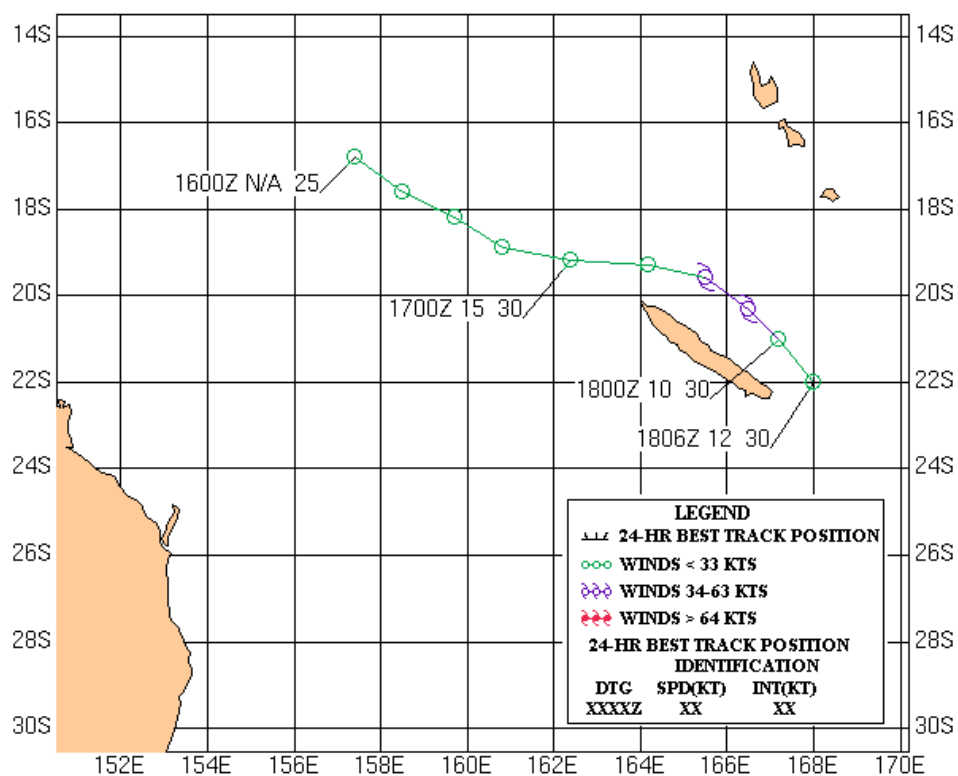 14S 14S
16S 16S
1600Z N/A 25
18S 18S
20S 20S
1700Z 15 30
22S 22S
1800Z 10 30
1806Z 12 30
24S 24S
LEGEND
24-HR BEST TRACK POSITION
26S 26S
WINDS < 33 KTS
WINDS 34-63 KTS
WINDS > 64 KTS
28S 28S
24-HR BEST TRACK POSITION
IDENTIFICATION
DTG SPD(KT) INT(KT)
XXXXZ XX XX
30S 30S
152E 154E 156E 158E 160E 162E 164E 166E 168E 170E